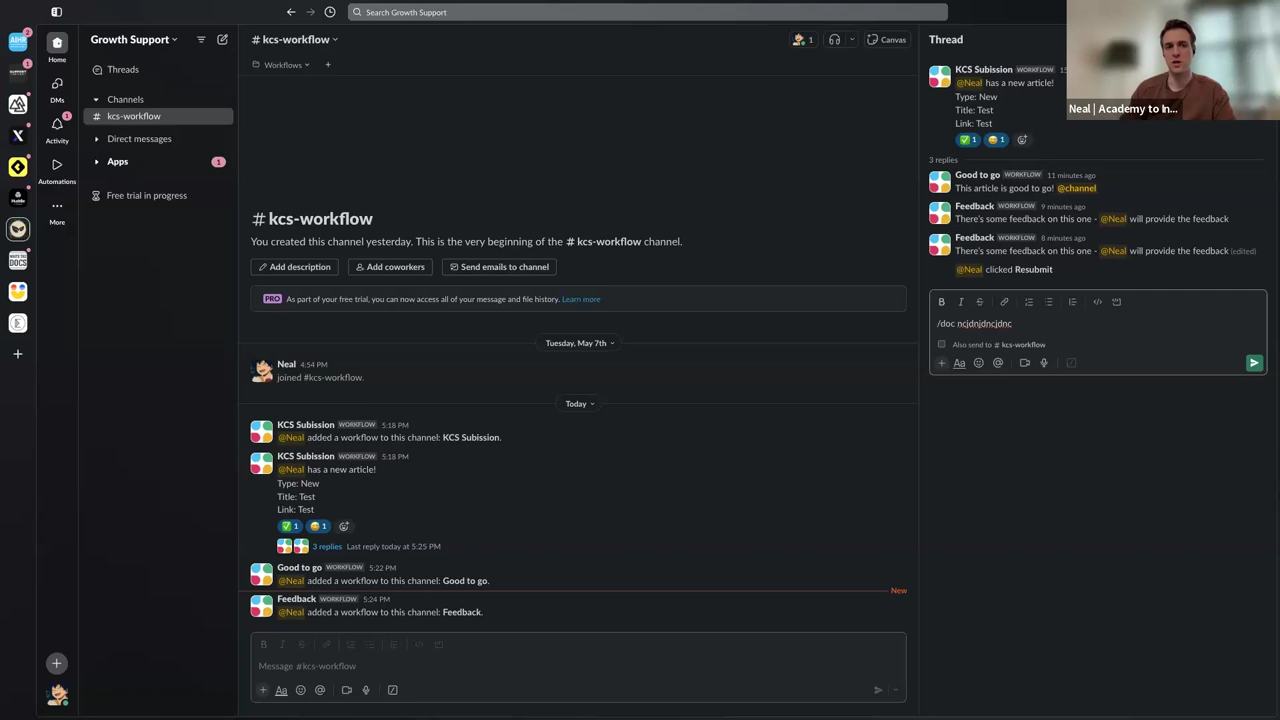 Search Growth Support
Growth Support
# kcs-workflow
1
Canvas
Workflows
Home
DMs
Activity
Automations
More
Threads
Channels
# kcs-workflow
Direct messages
Apps
1
Free trial in progress
# kcs-workflow
You created this channel yesterday. This is the very beginning of the # kcs-workflow channel.
Add description
Add coworkers
Send emails to channel
PRO As part of your free trial, you can now access all of your message and file history. Learn more
Tuesday, May 7th
Neal 4:54 PM
joined #kcs-workflow.
Today
KCS Subission WORKFLOW 5:18 PM
@Neal added a workflow to this channel: KCS Subission.
KCS Subission WORKFLOW 5:18 PM
@Neal has a new article!
Type: New
Title: Test
Link: Test
1 1
3 replies Last reply today at 5:25 PM
Good to go WORKFLOW 5:22 PM
@Neal added a workflow to this channel: Good to go.
New
Feedback WORKFLOW 5:24 PM
@Neal added a workflow to this channel: Feedback.
Message #kcs-workflow
Thread
KCS Subission WORKFLOW
@Neal has a new article!
Type: New
Title: Test
Link: Test
1 1
3 replies
Good to go WORKFLOW 11 minutes ago
This article is good to go! @channel
Feedback WORKFLOW 9 minutes ago
There's some feedback on this one - @Neal will provide the feedback
Feedback WORKFLOW 8 minutes ago
There's some feedback on this one - @Neal will provide the feedback (edited)
@Neal clicked Resubmit
/doc ncjdnjdncjdnc
Also send to # kcs-workflow
Neal | Academy to In...